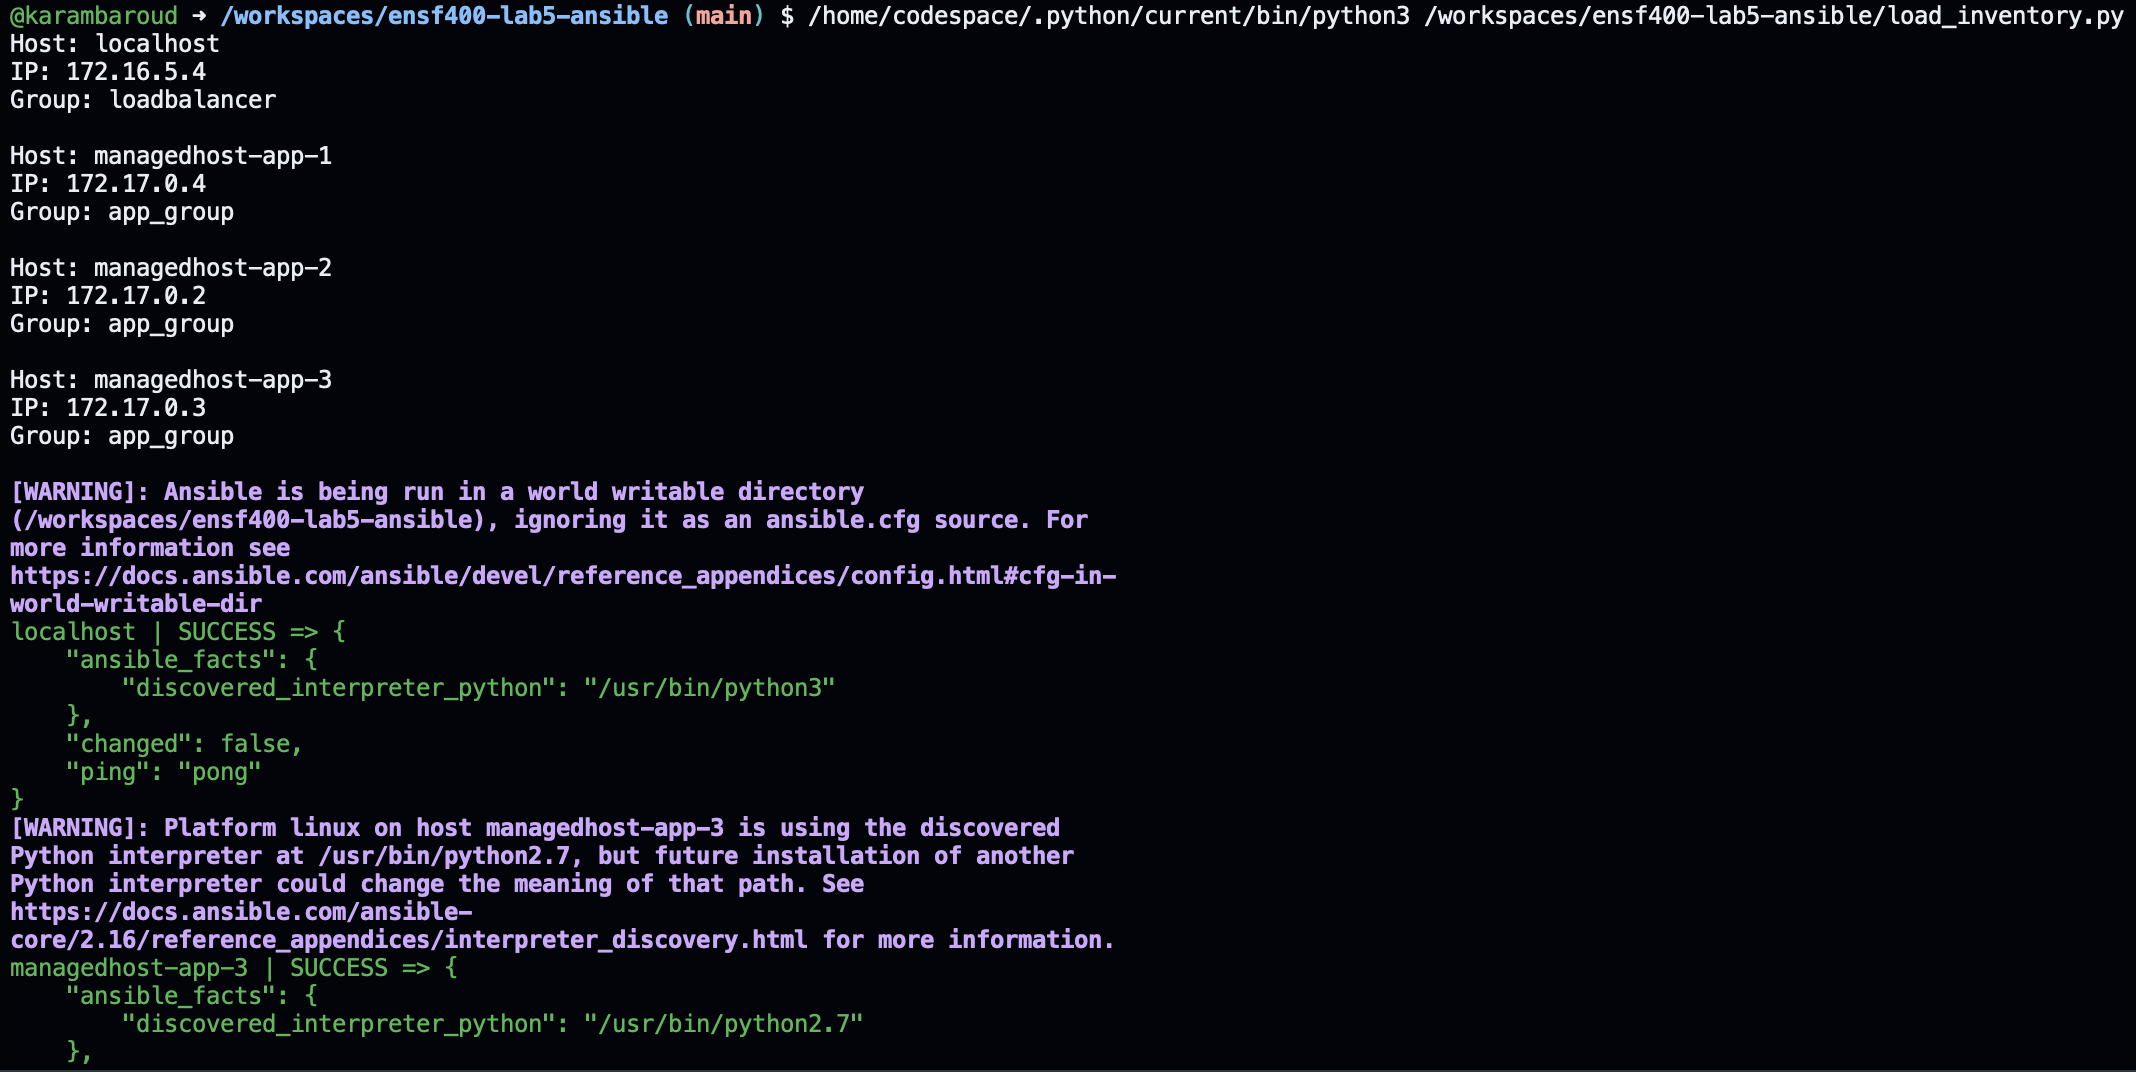 @karambaroud ➜ /workspaces/ensf400-lab5-ansible (main) $ /home/codespace/.python/current/bin/python3 /workspaces/ensf400-lab5-ansible/load_inventory.py
Host: localhost
IP: 172.16.5.4
Group: loadbalancer

Host: managedhost-app-1
IP: 172.17.0.4
Group: app_group

Host: managedhost-app-2
IP: 172.17.0.2
Group: app_group

Host: managedhost-app-3
IP: 172.17.0.3
Group: app_group

[WARNING]: Ansible is being run in a world writable directory
(/workspaces/ensf400-lab5-ansible), ignoring it as an ansible.cfg source. For
more information see
https://docs.ansible.com/ansible/devel/reference_appendices/config.html#cfg-in-
world-writable-dir
localhost | SUCCESS => {
    "ansible_facts": {
        "discovered_interpreter_python": "/usr/bin/python3"
    },
    "changed": false,
    "ping": "pong"
}
[WARNING]: Platform linux on host managedhost-app-3 is using the discovered
Python interpreter at /usr/bin/python2.7, but future installation of another
Python interpreter could change the meaning of that path. See
https://docs.ansible.com/ansible-
core/2.16/reference_appendices/interpreter_discovery.html for more information.
managedhost-app-3 | SUCCESS => {
    "ansible_facts": {
        "discovered_interpreter_python": "/usr/bin/python2.7"
    },